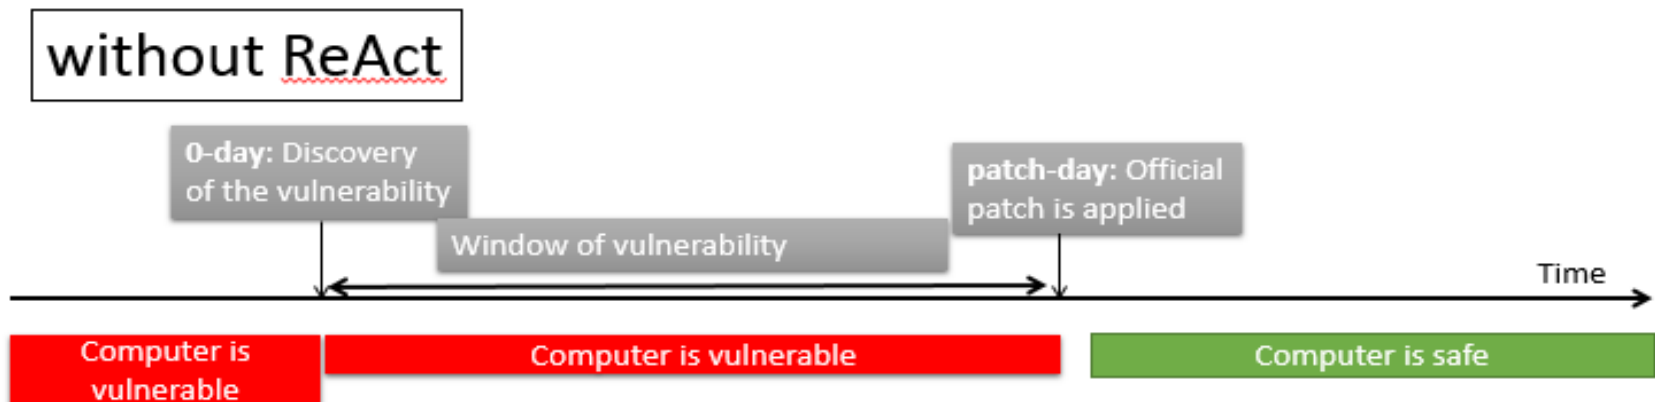 without ReAct
0-day: Discovery
of the vulnerability
patch-day: Official
patch is applied
Window of vulnerability
Time
Computer is
vulnerable
Computer is vulnerable
Computer is safe